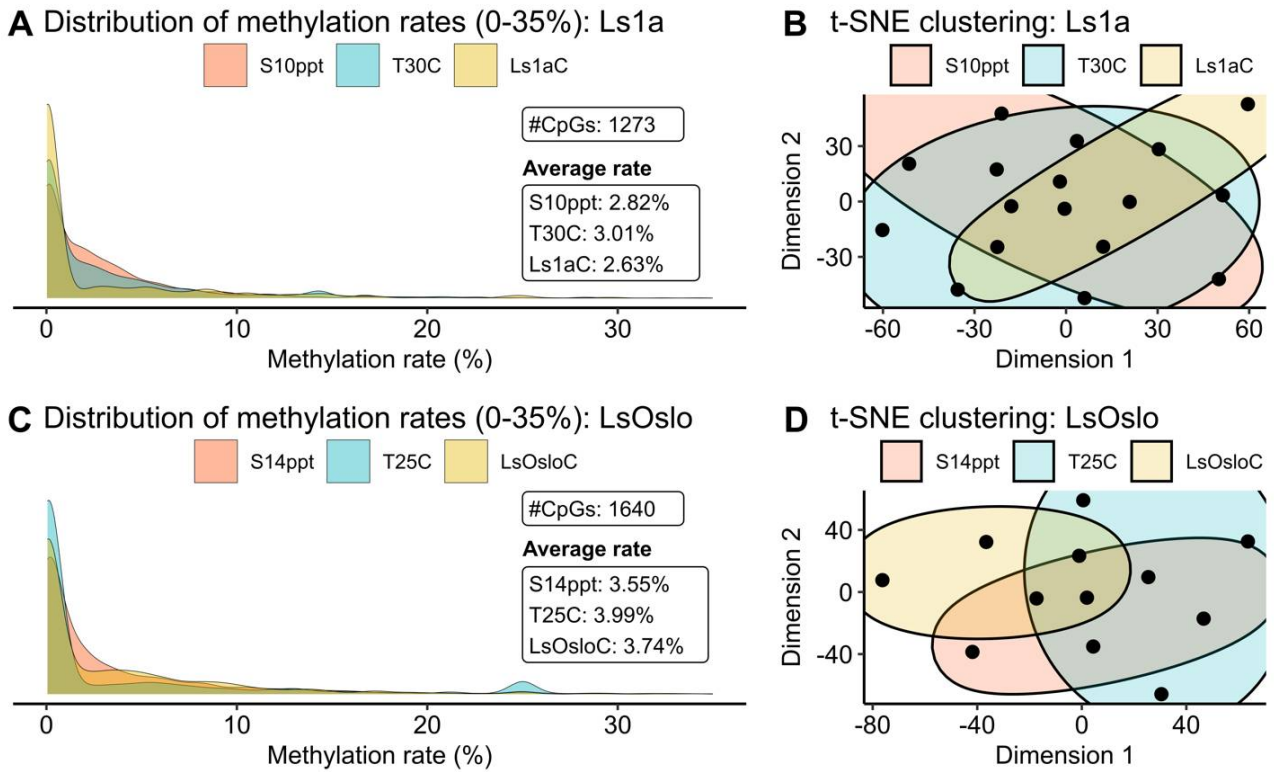 A Distribution of methylation rates (0-35%): Ls1a
S10ppt T30C Ls1aC
#CpGs: 1273
Average rate
S10ppt: 2.82%
T30C: 3.01%
Ls1aC: 2.63%
0 10 20 30
Methylation rate (%)
B t-SNE clustering: Ls1a
S10ppt T30C Ls1aC
Dimension 2
30
0
-30
-60 -30 0 30 60
Dimension 1
C Distribution of methylation rates (0-35%): LsOslo
S14ppt T25C LsOsloC
#CpGs: 1640
Average rate
S14ppt: 3.55%
T25C: 3.99%
LsOsloC: 3.74%
0 10 20 30
Methylation rate (%)
D t-SNE clustering: LsOslo
S14ppt T25C LsOsloC
Dimension 2
40
0
-40
-80 -40 0 40
Dimension 1